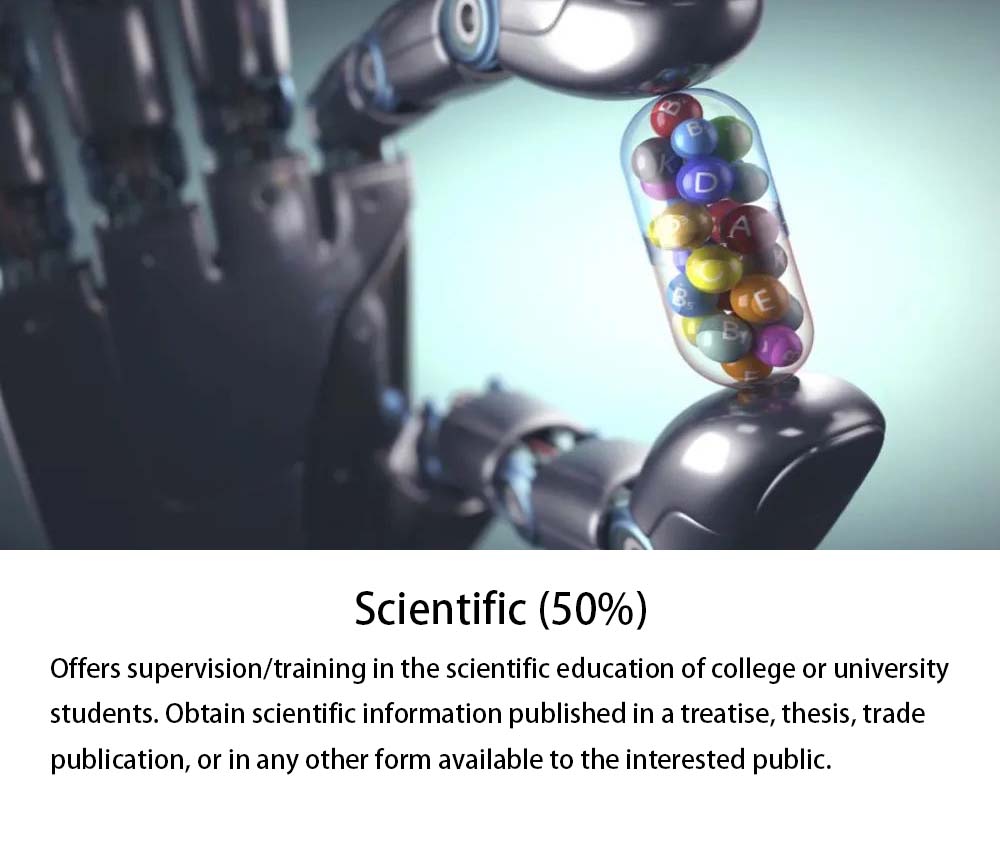 B
B
K
D
P
A
C
B5
E
B
E
Scientific (50%)
Offers supervision/training in the scientific education of college or university
students. Obtain scientific information published in a treatise, thesis, trade
publication, or in any other form available to the interested public.